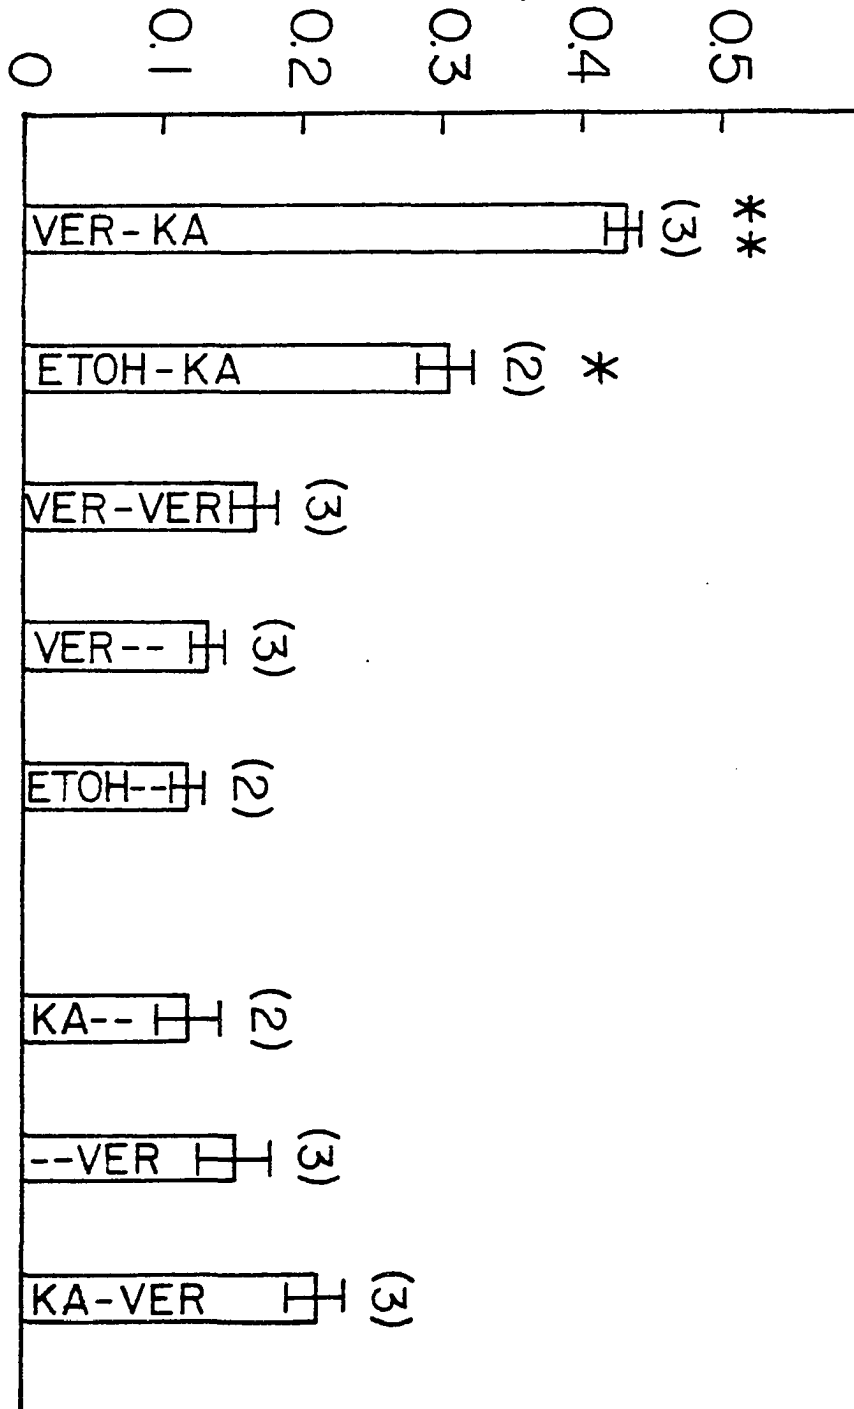 0 0.1 0.2 0.3 0.4 0.5
VER-KA (3) **
ETOH-KA (2) *
VER-VER (3)
VER-- (3)
ETOH-- (2)
KA-- (2)
--VER (3)
KA-VER (3)